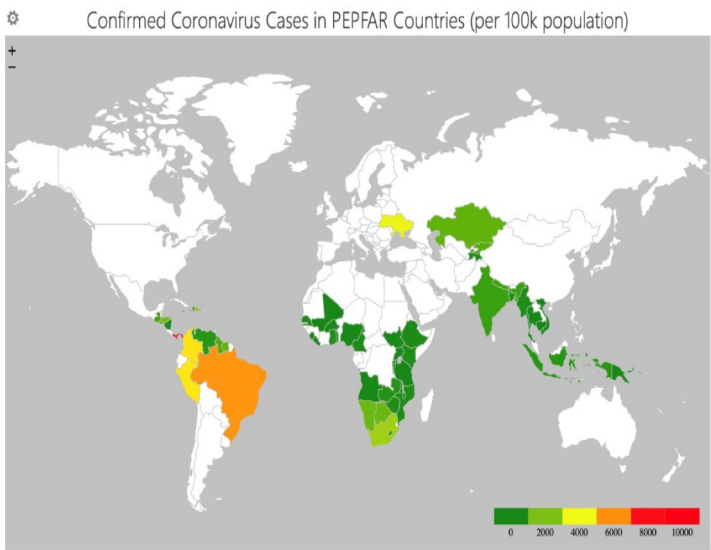 Confirmed Coronavirus Cases in PEPFAR Countries (per 100k population)
+
−
0 2000 4000 6000 8000 10000